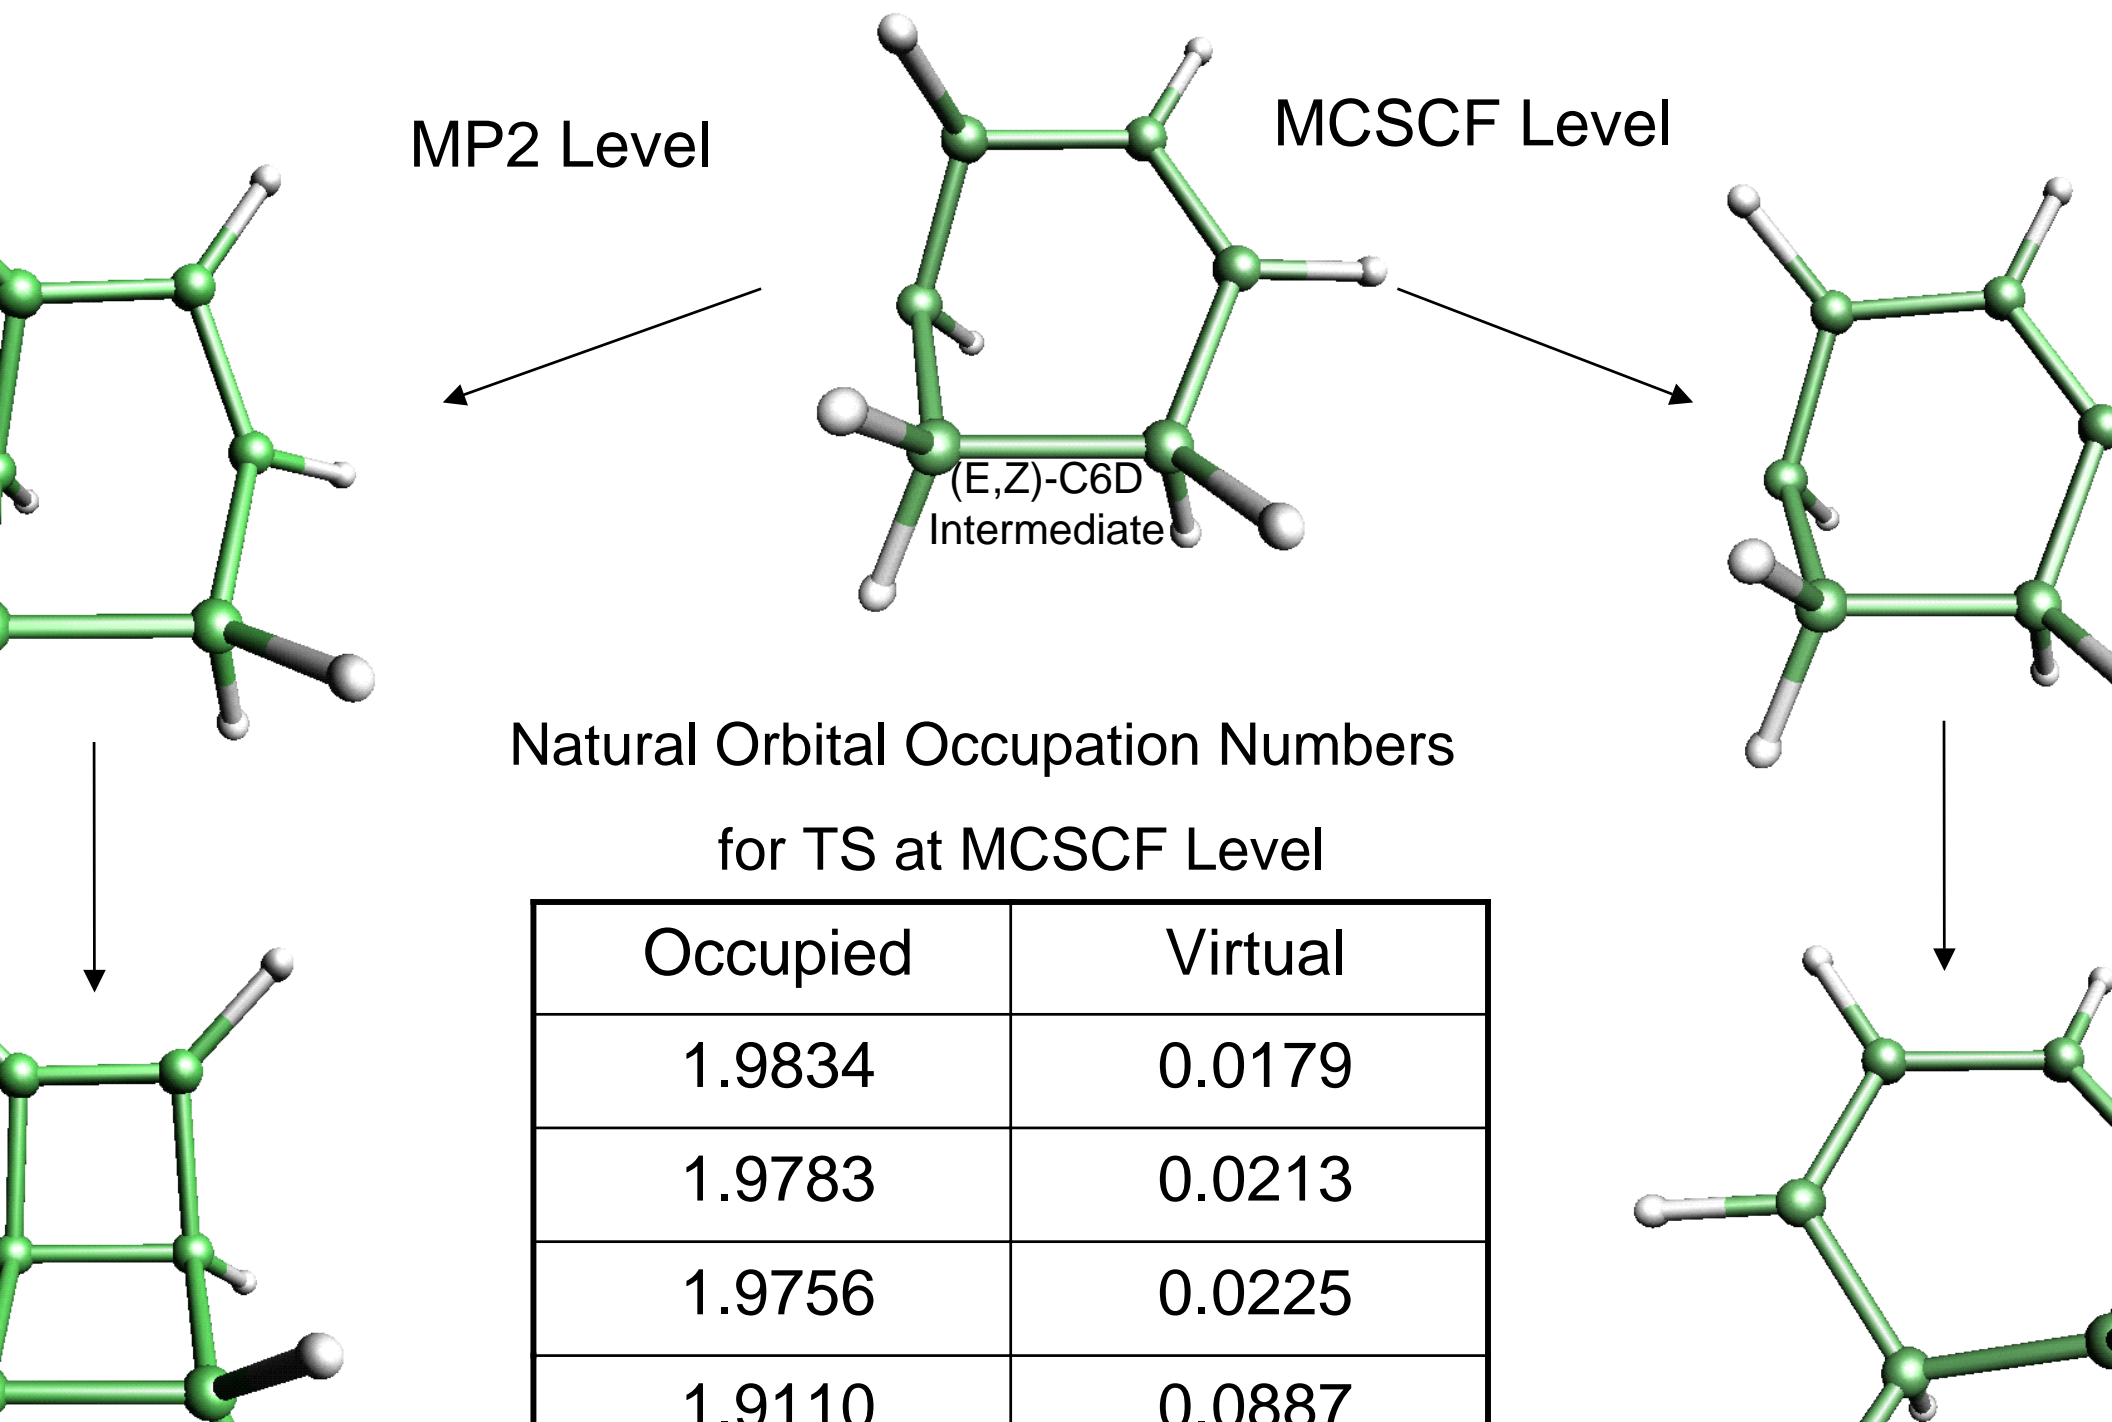 MP2 Level
MCSCF Level
(E,Z)-C6D
Intermediate
Natural Orbital Occupation Numbers
for TS at MCSCF Level
Occupied Virtual
1.9834 0.0179
1.9783 0.0213
1.9756 0.0225
1.9110 0.0887